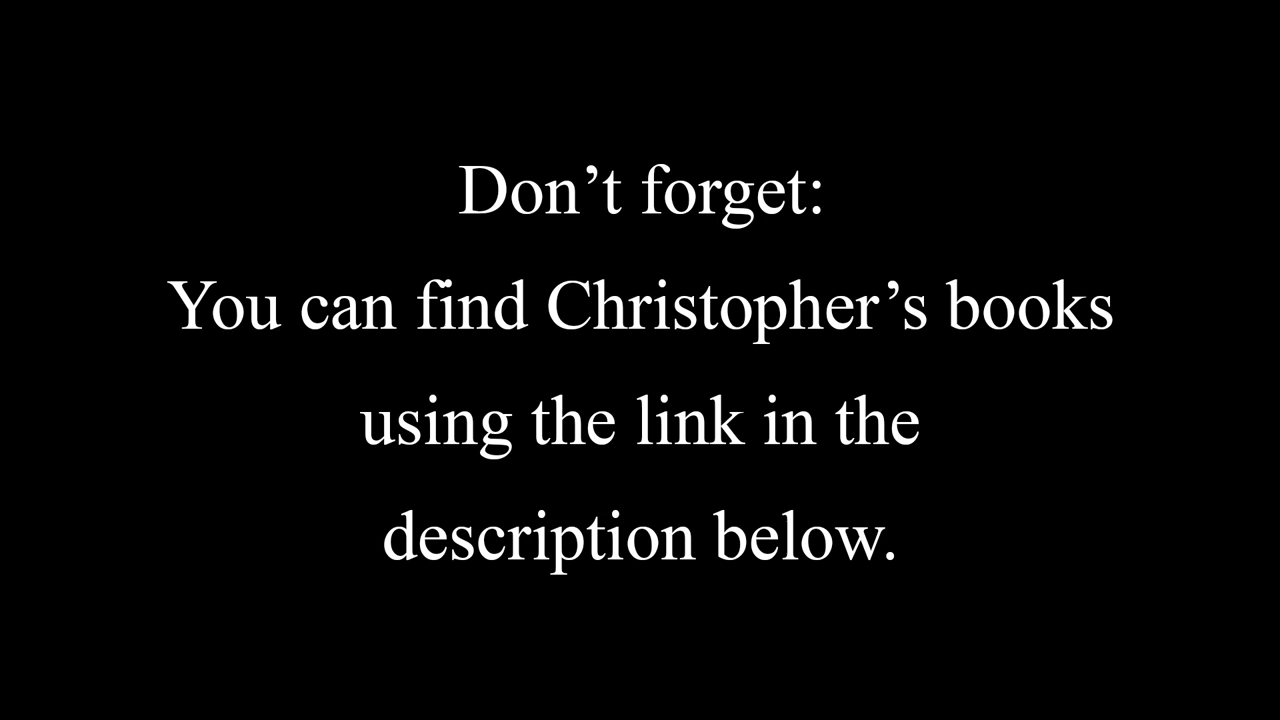 Don’t forget:
You can find Christopher’s books
using the link in the
description below.